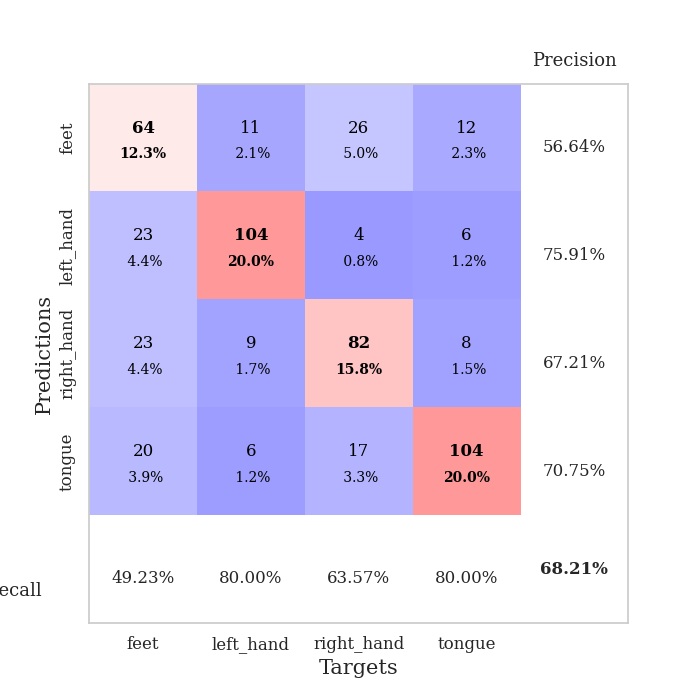 Precision
feet 64 11 26 12 56.64%
12.3% 2.1% 5.0% 2.3%
left_hand 23 104 4 6 75.91%
4.4% 20.0% 0.8% 1.2%
right_hand 23 9 82 8 67.21%
4.4% 1.7% 15.8% 1.5%
tongue 20 6 17 104 70.75%
3.9% 1.2% 3.3% 20.0%
Predictions
ecall 49.23% 80.00% 63.57% 80.00% 68.21%
feet left_hand right_hand tongue
Targets